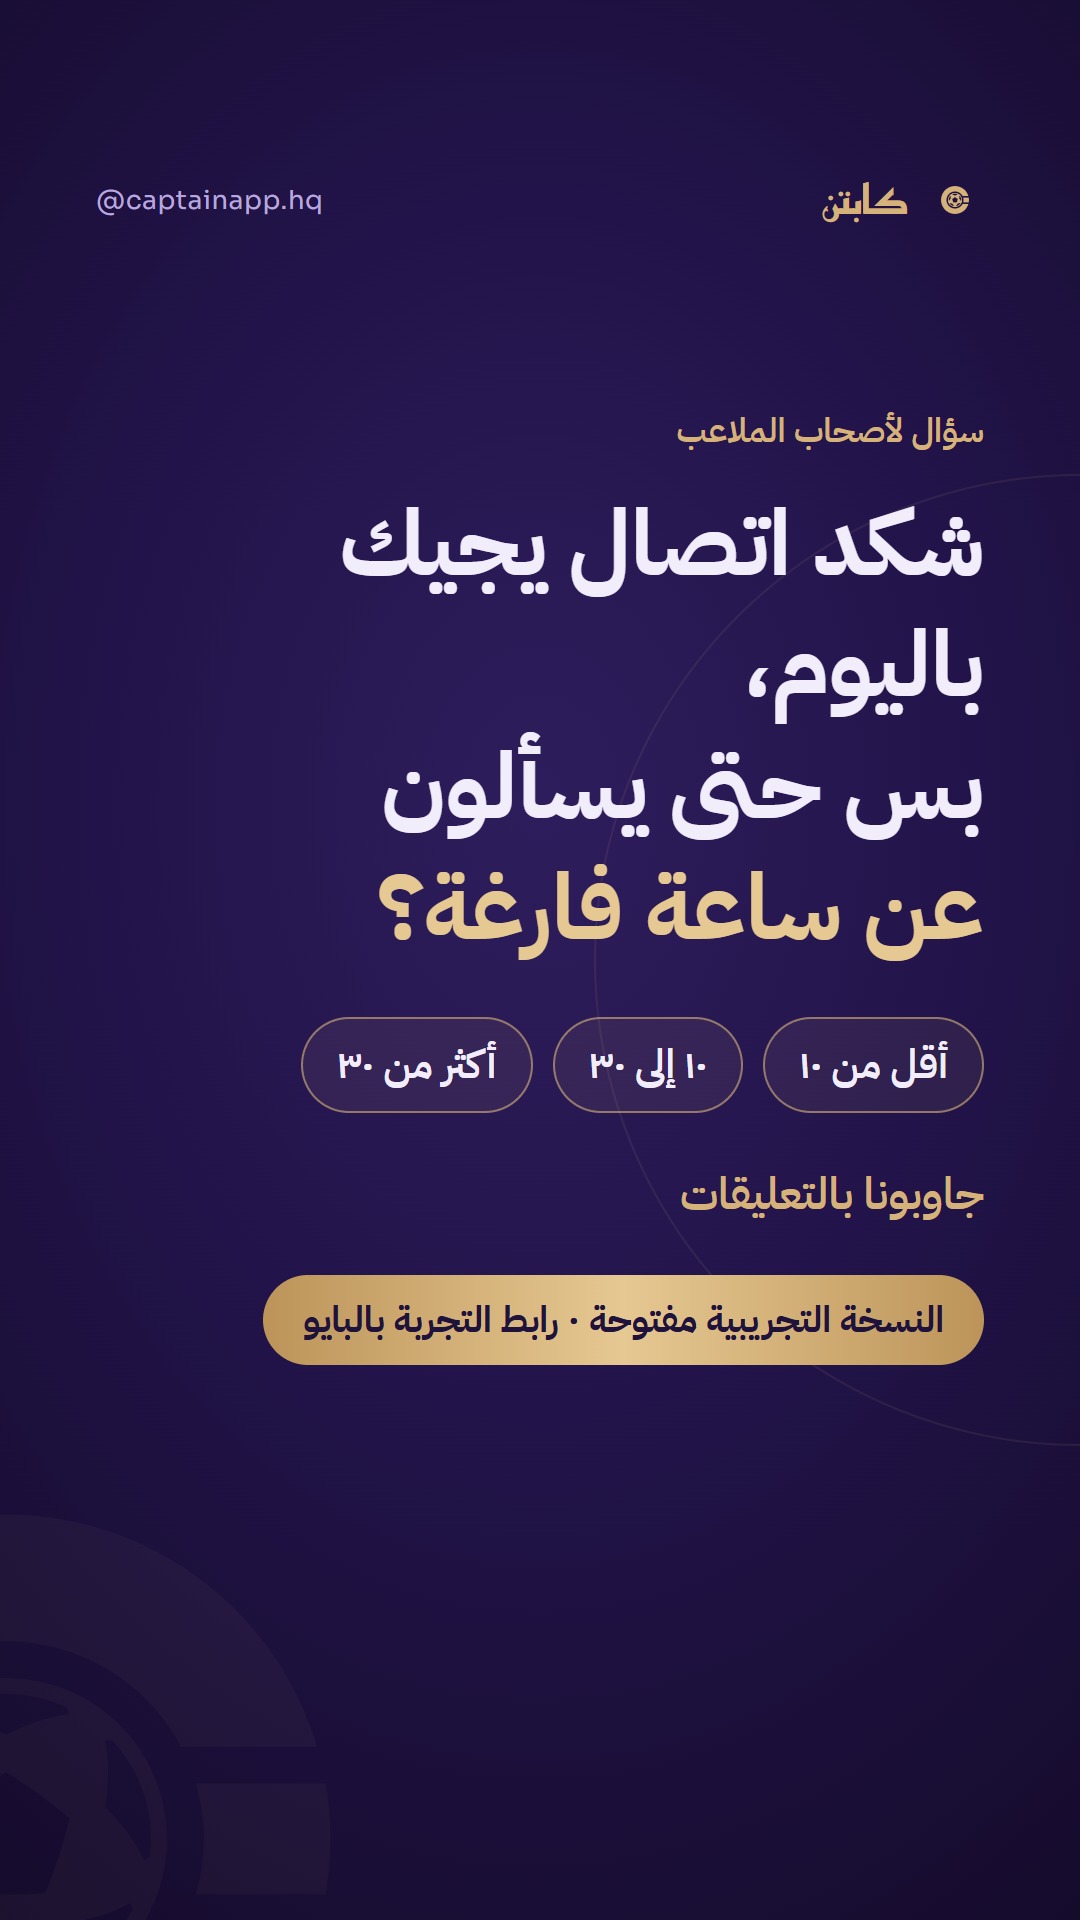 كابتن
@captainapp.hq
سؤال لأصحاب الملاعب
شكد اتصال يجيك
باليوم،
بس حتى يسألون
عن ساعة فارغة؟
أقل من ١٠
١٠ إلى ٣٠
أكثر من ٣٠
جاوبونا بالتعليقات
النسخة التجريبية مفتوحة · رابط التجربة بالبايو